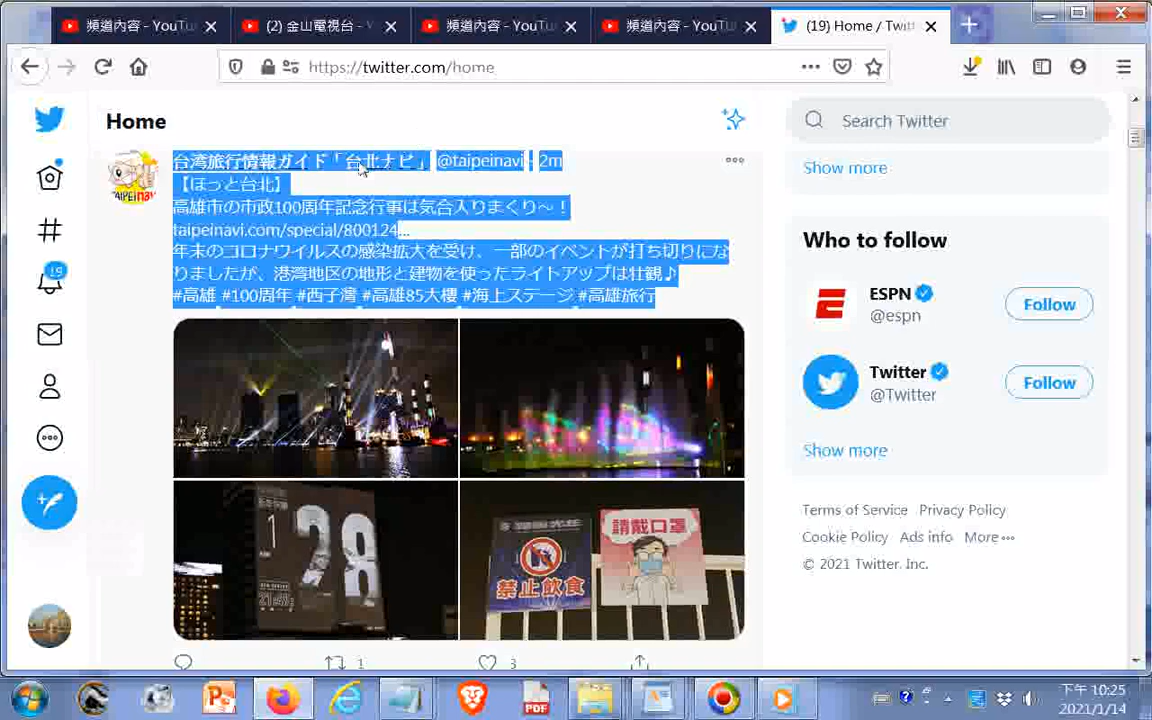 頻道內容 - YouTu
(2) 金山電視台 - Y
頻道內容 - YouTu
頻道內容 - YouTu
(19) Home / Twitt
https://twitter.com/home
Home
Search Twitter
台湾旅行情報ガイド「台北ナビ」 @taipeinavi · 2m
【ほっと台北】
高雄市の市政100周年記念行事は気合入りまくり～！
taipeinavi.com/special/800124...
年末のコロナウイルスの感染拡大を受け、一部のイベントが打ち切りにな
りましたが、港湾地区の地形と建物を使ったライトアップは壮観♪
#高雄 #100周年 #西子灣 #高雄85大樓 #海上ステージ #高雄旅行
TAIPEInavi
1
28
禁止飲食
請戴口罩
1
3
19
Show more
Who to follow
ESPN
@espn
Follow
Twitter
@Twitter
Follow
Show more
Terms of Service Privacy Policy
Cookie Policy Ads info More
© 2021 Twitter, Inc.
PDF
下午 10:25
2021/1/14